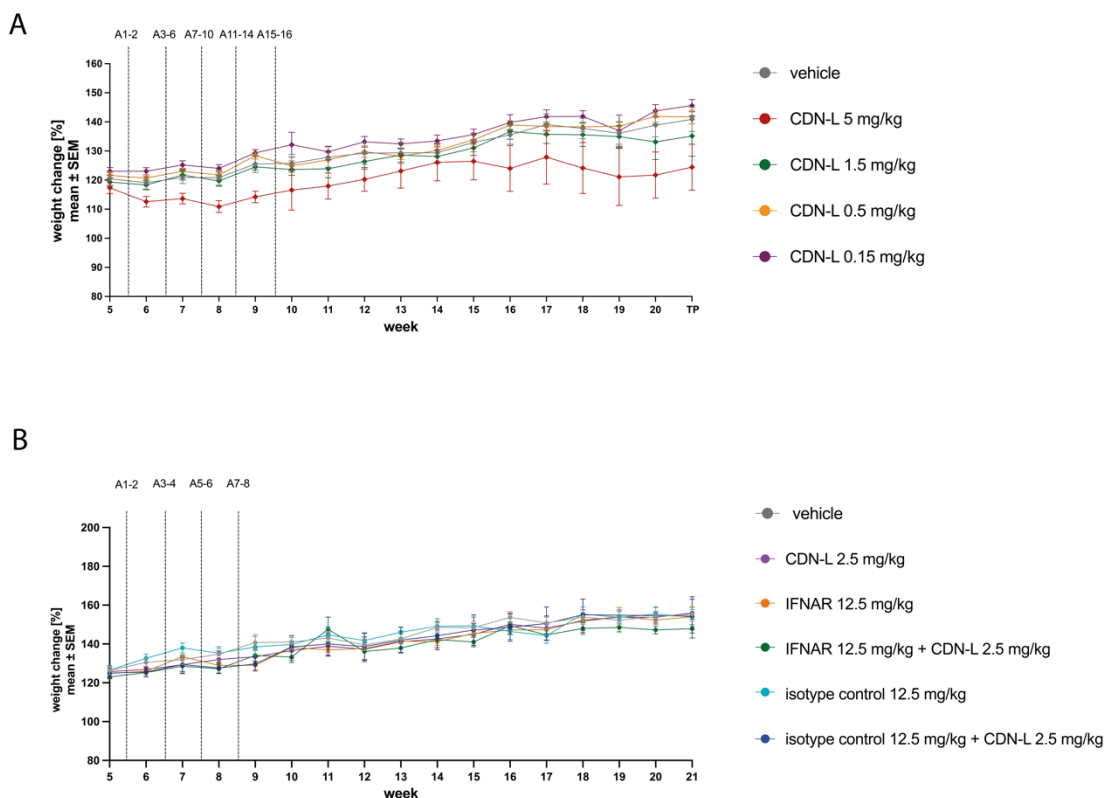 A
A1-2 A3-6 A7-10 A11-14 A15-16
160
150
140
130
120
110
100
90
80
weight change [%]
mean ± SEM
5 6 7 8 9 10 11 12 13 14 15 16 17 18 19 20 TP
week
vehicle
CDN-L 5 mg/kg
CDN-L 1.5 mg/kg
CDN-L 0.5 mg/kg
CDN-L 0.15 mg/kg
B
A1-2 A3-4 A5-6 A7-8
200
180
160
140
120
100
80
weight change [%]
mean ± SEM
5 6 7 8 9 10 11 12 13 14 15 16 17 18 19 20 21
week
vehicle
CDN-L 2.5 mg/kg
IFNAR 12.5 mg/kg
IFNAR 12.5 mg/kg + CDN-L 2.5 mg/kg
isotype control 12.5 mg/kg
isotype control 12.5 mg/kg + CDN-L 2.5 mg/kg